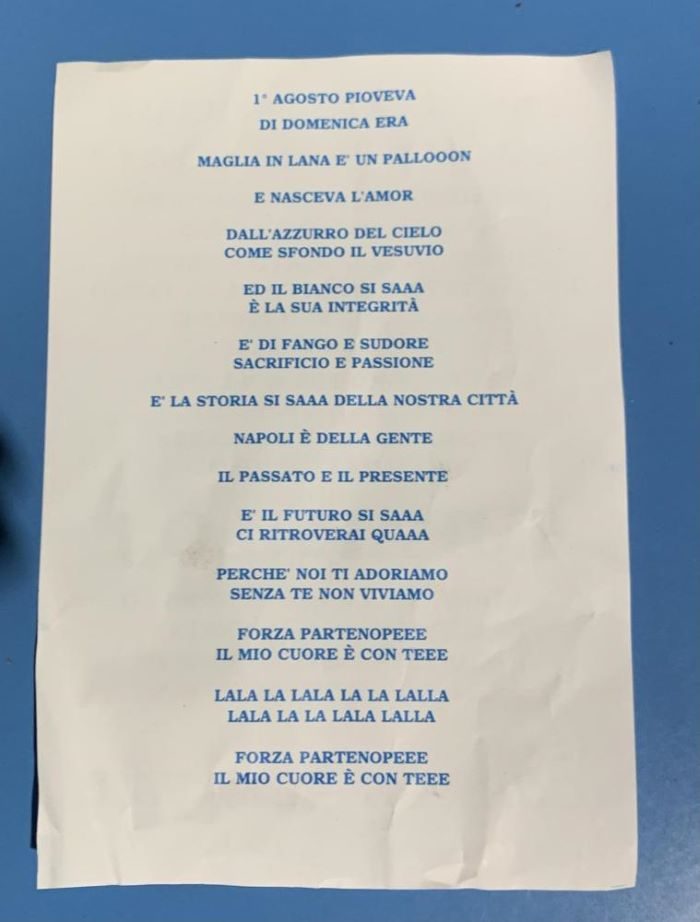 1° AGOSTO PIOVEVA
DI DOMENICA ERA
MAGLIA IN LANA E' UN PALLOOON
E NASCEVA L'AMOR
DALL'AZZURRO DEL CIELO
COME SFONDO IL VESUVIO
ED IL BIANCO SI SAAA
È LA SUA INTEGRITÀ
E' DI FANGO E SUDORE
SACRIFICIO E PASSIONE
E' LA STORIA SI SAAA DELLA NOSTRA CITTÀ
NAPOLI È DELLA GENTE
IL PASSATO E IL PRESENTE
E' IL FUTURO SI SAAA
CI RITROVERAI QUAAA
PERCHE' NOI TI ADORIAMO
SENZA TE NON VIVIAMO
FORZA PARTENOPEEE
IL MIO CUORE È CON TEEE
LALA LA LALA LA LA LALLA
LALA LA LA LALA LALLA
FORZA PARTENOPEEE
IL MIO CUORE È CON TEEE